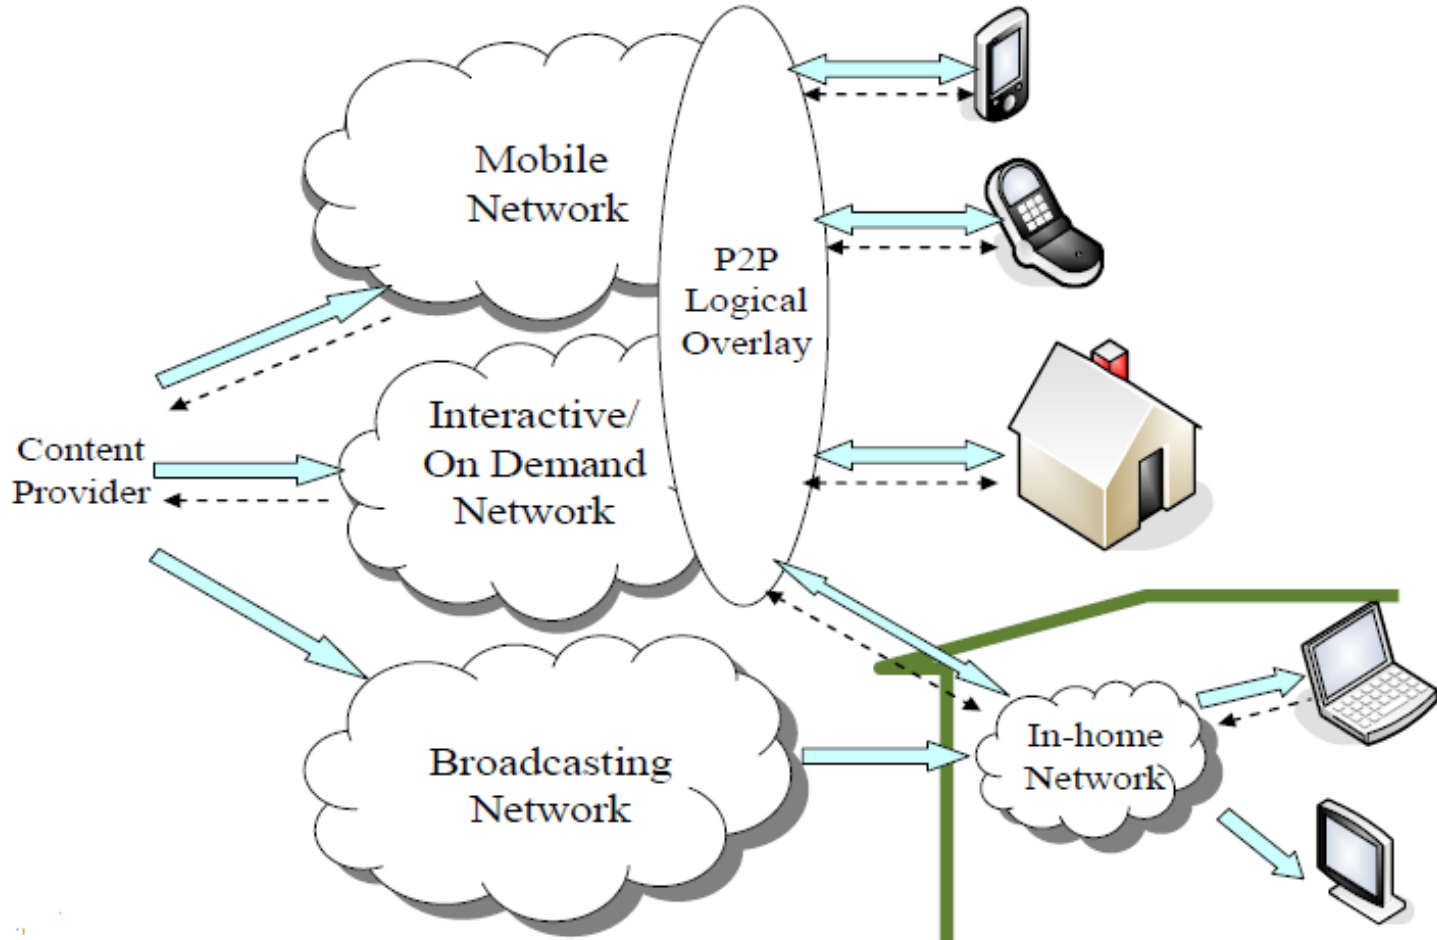 Mobile
Network
P2P
Logical
Overlay
Content
Provider
Interactive/
On Demand
Network
Broadcasting
Network
In-home
Network